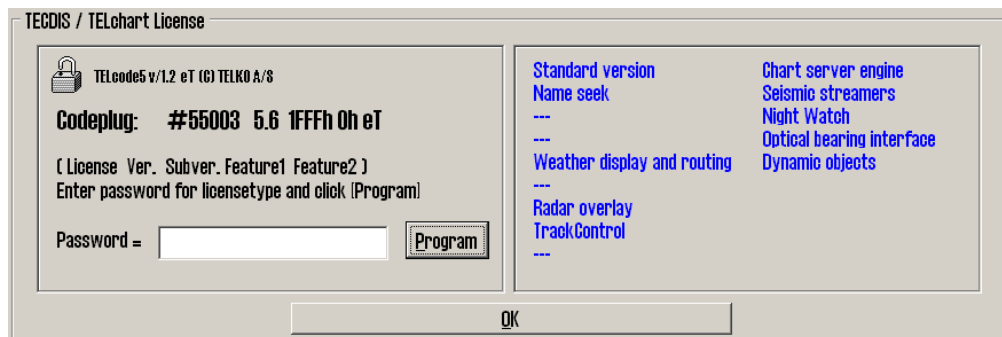 TECDIS / TELchart License
TELcode5 v/1.2 eT (C) TELKO A/S
Codeplug: #55003 5.6 1FFFh 0h eT
( License Ver. Subver. Feature1 Feature2 )
Enter password for licensetype and click [Program]
Password =
Program
Standard version
Name seek
---
---
Weather display and routing
---
Radar overlay
TrackControl
---
Chart server engine
Seismic streamers
Night Watch
Optical bearing interface
Dynamic objects
OK